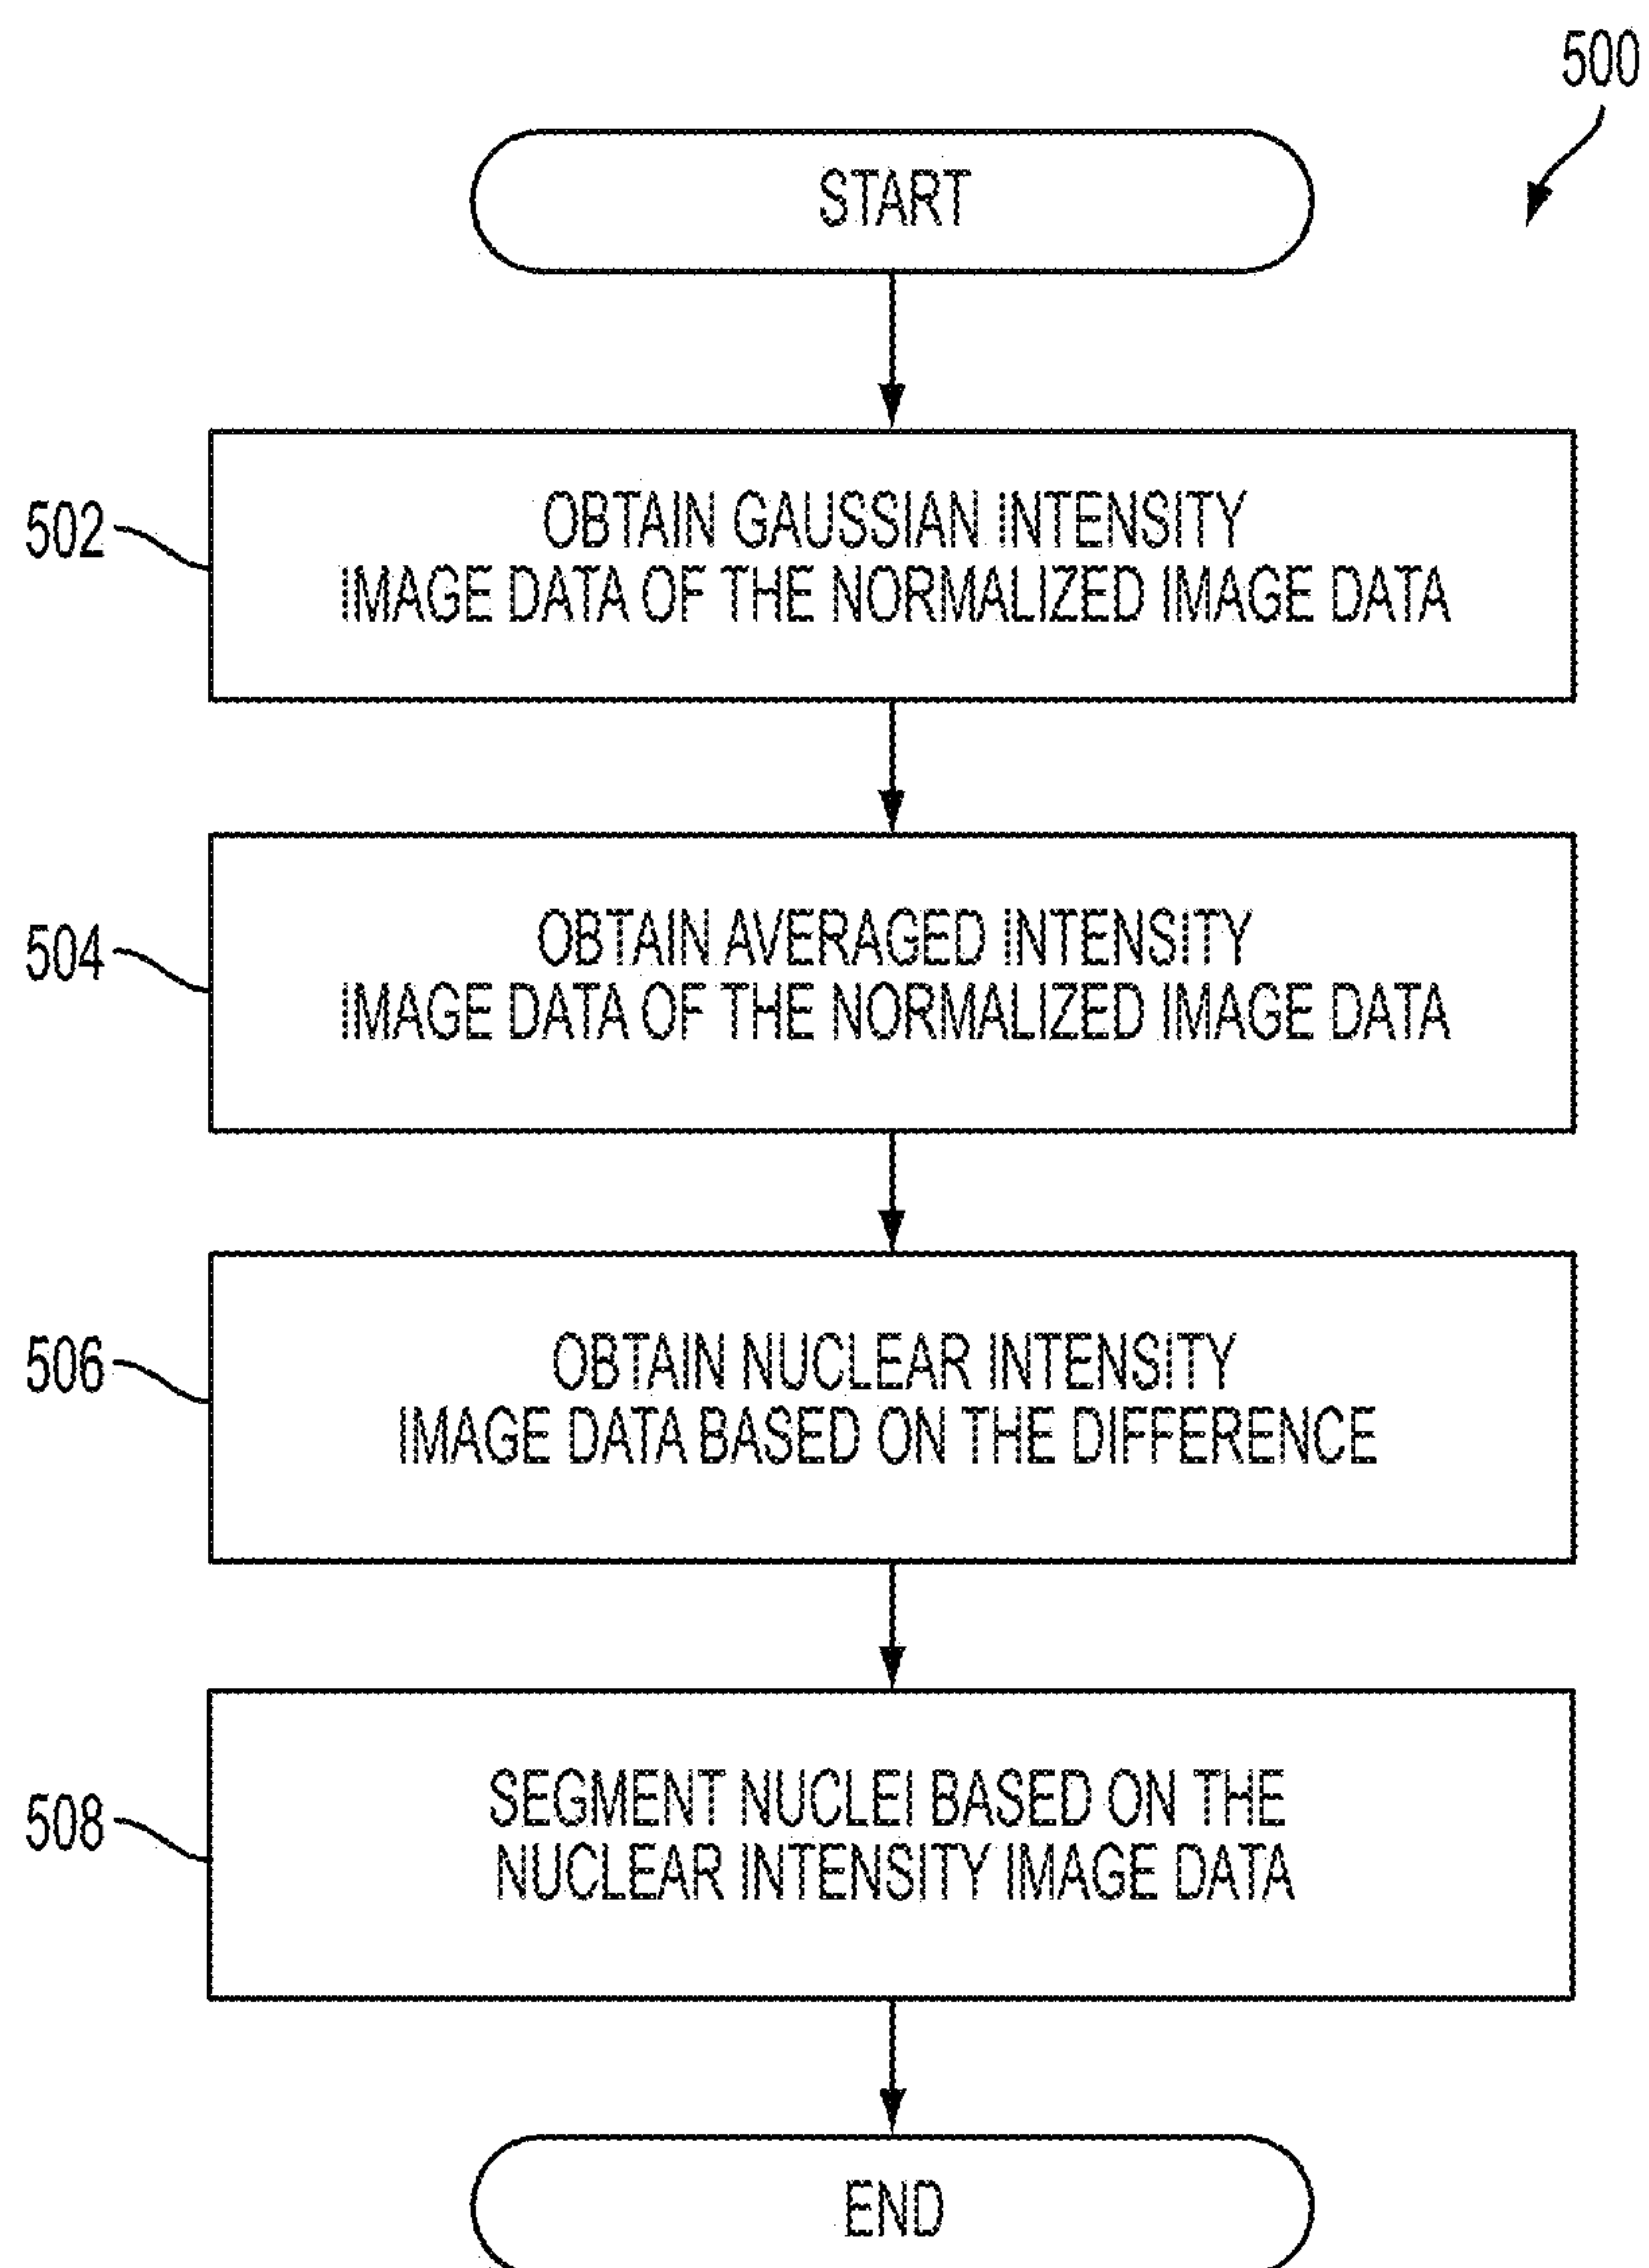 500
START
502
OBTAIN GAUSSIAN INTENSITY
IMAGE DATA OF THE NORMALIZED IMAGE DATA
504
OBTAIN AVERAGED INTENSITY
IMAGE DATA OF THE NORMALIZED IMAGE DATA
506
OBTAIN NUCLEAR INTENSITY
IMAGE DATA BASED ON THE DIFFERENCE
508
SEGMENT NUCLEI BASED ON THE
NUCLEAR INTENSITY IMAGE DATA
END